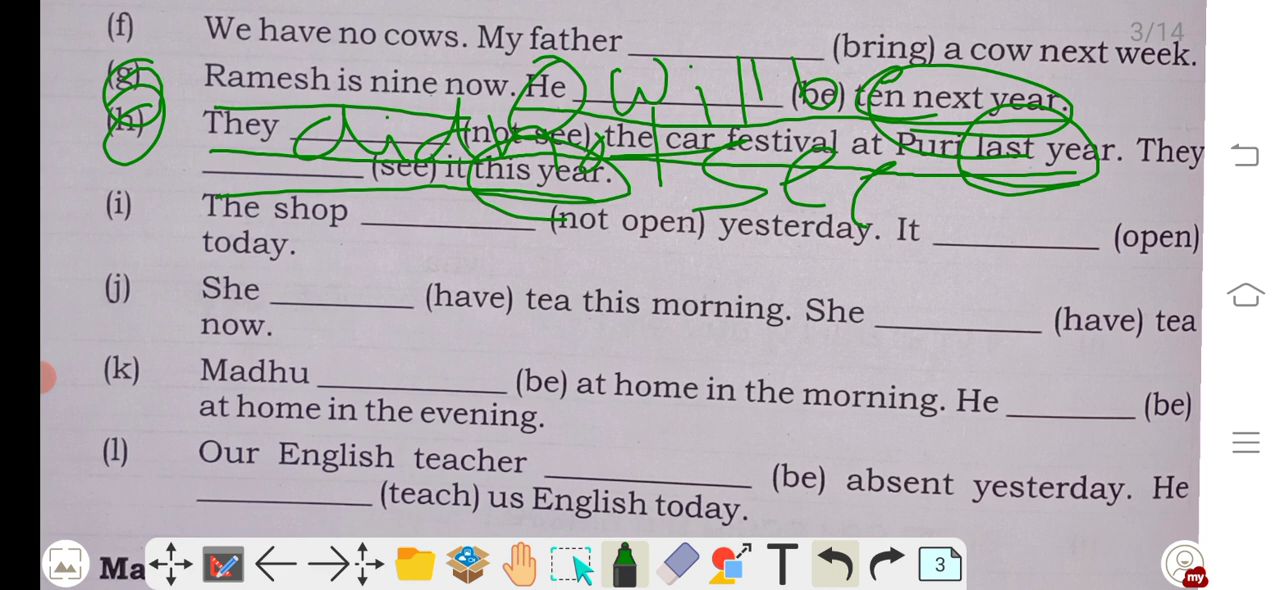 3/14
(f) We have no cows. My father __________ (bring) a cow next week.
(g) Ramesh is nine now. He __________ (be) ten next year.
will
(h) They __________ (not see) the car festival at Puri last year. They
did not see
__________ (see) it this year.
(i) The shop __________ (not open) yesterday. It __________ (open)
today.
(j) She __________ (have) tea this morning. She __________ (have) tea
now.
(k) Madhu __________ (be) at home in the morning. He __________ (be)
at home in the evening.
(l) Our English teacher __________ (be) absent yesterday. He
__________ (teach) us English today.
Ma
T
3
my